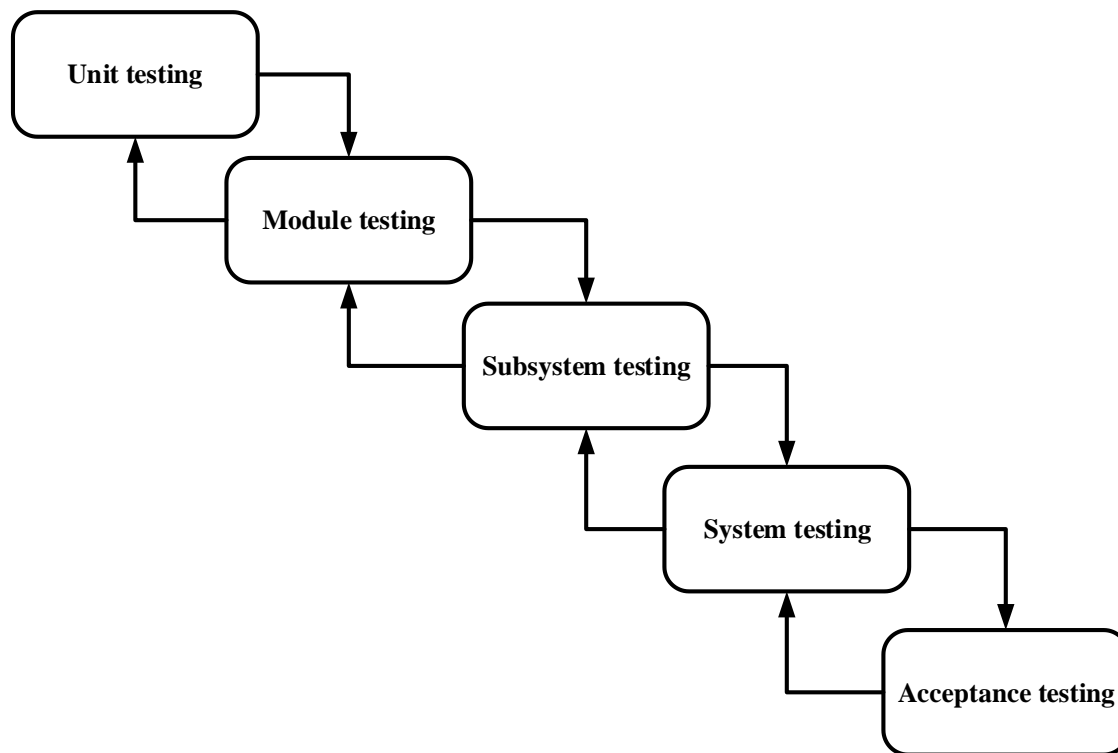 Unit testing
Module testing
Subsystem testing
System testing
Acceptance testing